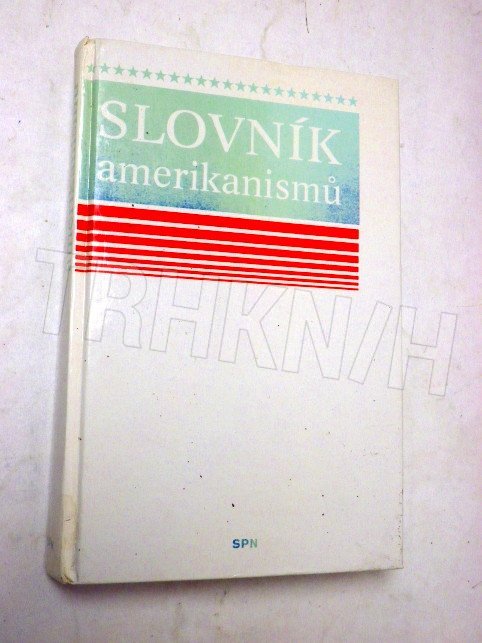 SLOVNÍK
amerikanismů
TRHKNIH
SPN